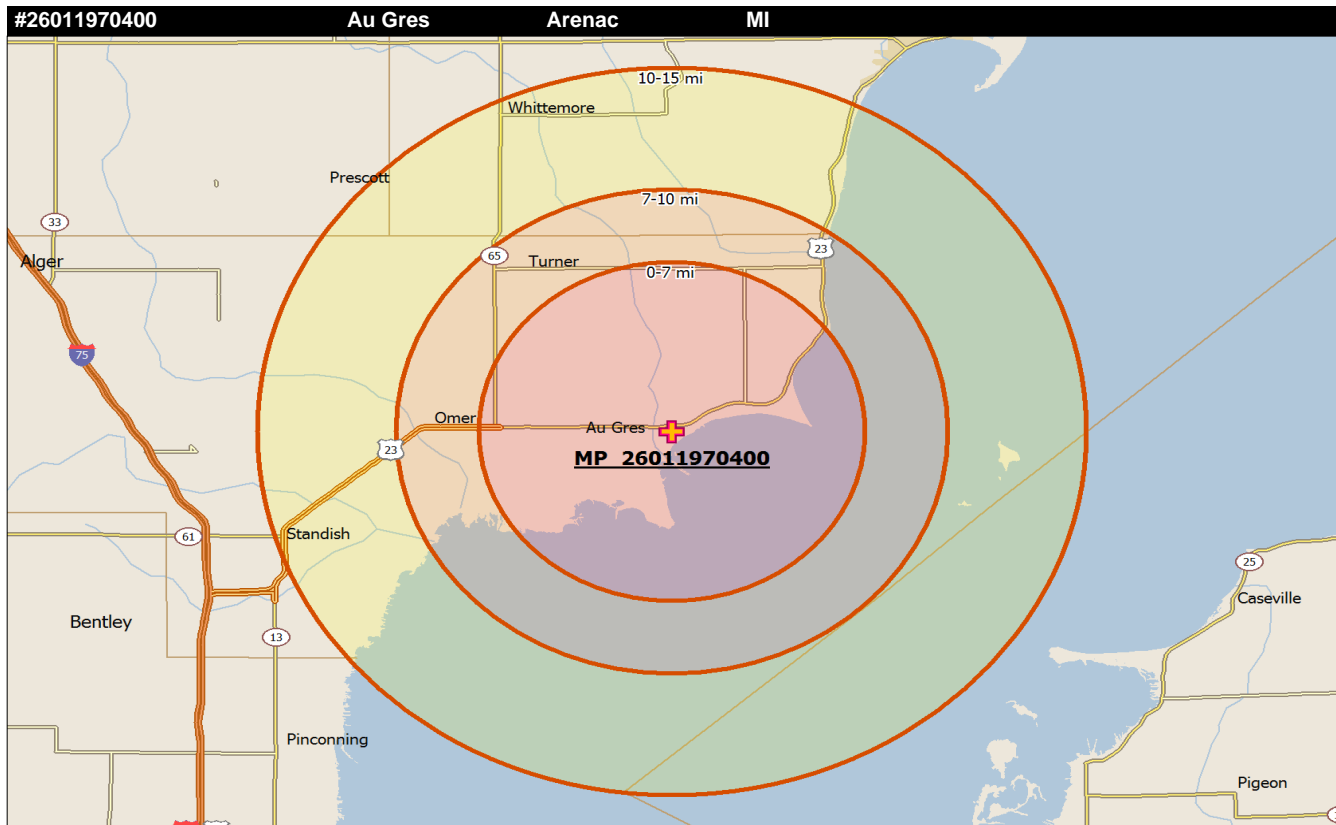 #26011970400 Au Gres Arenac MI
10-15 mi
Whittemore
Prescott
7-10 mi
33
23
65
Alger
Turner
0-7 mi
75
Omer
Au Gres
23
MP 26011970400
Standish
61
25
Caseville
Bentley
13
Pinconning
Pigeon